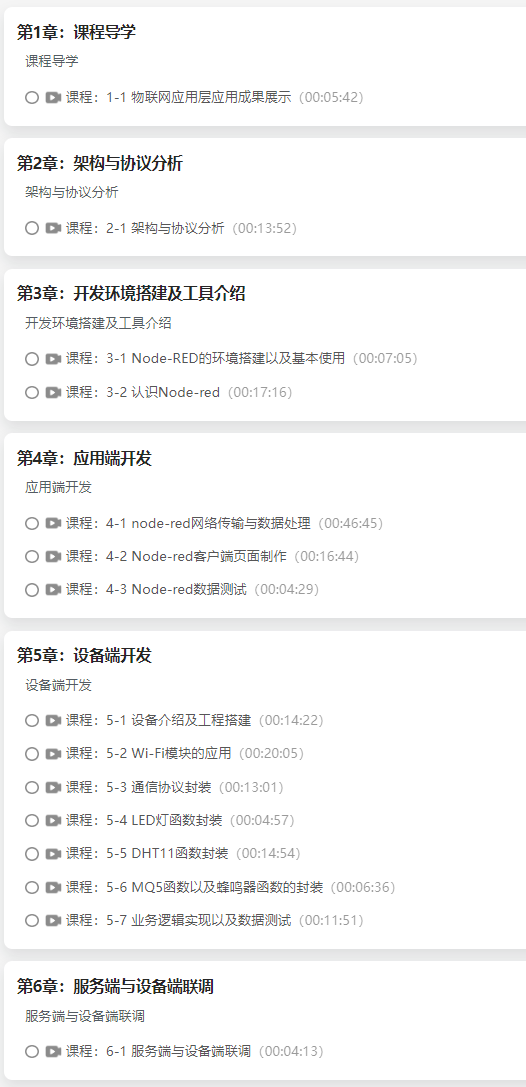 第1章：课程导学
课程导学
课程：1-1 物联网应用层应用成果展示（00:05:42）
第2章：架构与协议分析
架构与协议分析
课程：2-1 架构与协议分析（00:13:52）
第3章：开发环境搭建及工具介绍
开发环境搭建及工具介绍
课程：3-1 Node-RED的环境搭建以及基本使用（00:07:05）
课程：3-2 认识Node-red（00:17:16）
第4章：应用端开发
应用端开发
课程：4-1 node-red网络传输与数据处理（00:46:45）
课程：4-2 Node-red客户端页面制作（00:16:44）
课程：4-3 Node-red数据测试（00:04:29）
第5章：设备端开发
设备端开发
课程：5-1 设备介绍及工程搭建（00:14:22）
课程：5-2 Wi-Fi模块的应用（00:20:05）
课程：5-3 通信协议封装（00:13:01）
课程：5-4 LED灯函数封装（00:04:57）
课程：5-5 DHT11函数封装（00:14:54）
课程：5-6 MQ5函数以及蜂鸣器函数的封装（00:06:36）
课程：5-7 业务逻辑实现以及数据测试（00:11:51）
第6章：服务端与设备端联调
服务端与设备端联调
课程：6-1 服务端与设备端联调（00:04:13）